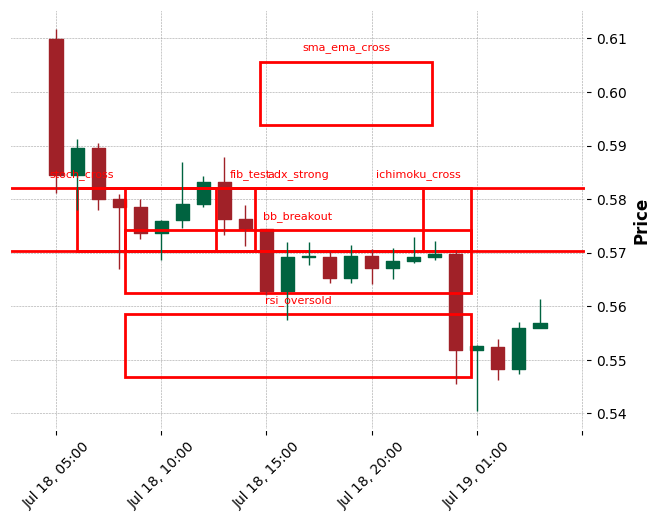 sma_ema_cross
stoch_cross
fib_test
adx_strong
ichimoku_cross
bb_breakout
rsi_oversold
0.61
0.60
0.59
0.58
0.57
0.56
0.55
0.54
Price
Jul 18, 05:00
Jul 18, 10:00
Jul 18, 15:00
Jul 18, 20:00
Jul 19, 01:00